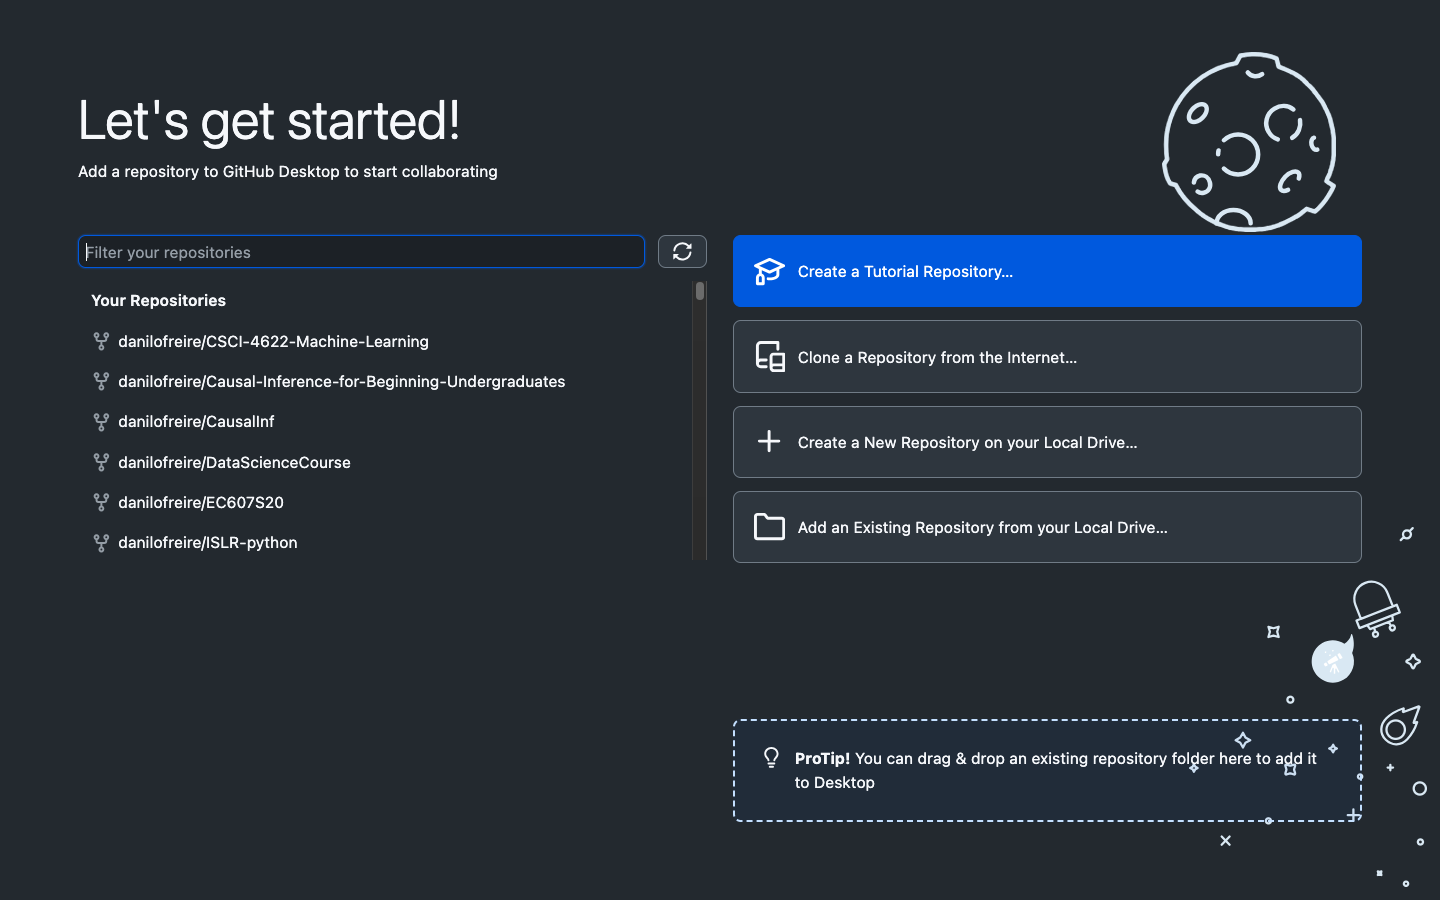 Let's get started!
Add a repository to GitHub Desktop to start collaborating
Filter your repositories
Your Repositories
danilofreire/CSCI-4622-Machine-Learning
danilofreire/Causal-Inference-for-Beginning-Undergraduates
danilofreire/CausalInf
danilofreire/DataScienceCourse
danilofreire/EC607S20
danilofreire/ISLR-python
Create a Tutorial Repository...
Clone a Repository from the Internet...
Create a New Repository on your Local Drive...
Add an Existing Repository from your Local Drive...
ProTip! You can drag & drop an existing repository folder here to add it
to Desktop